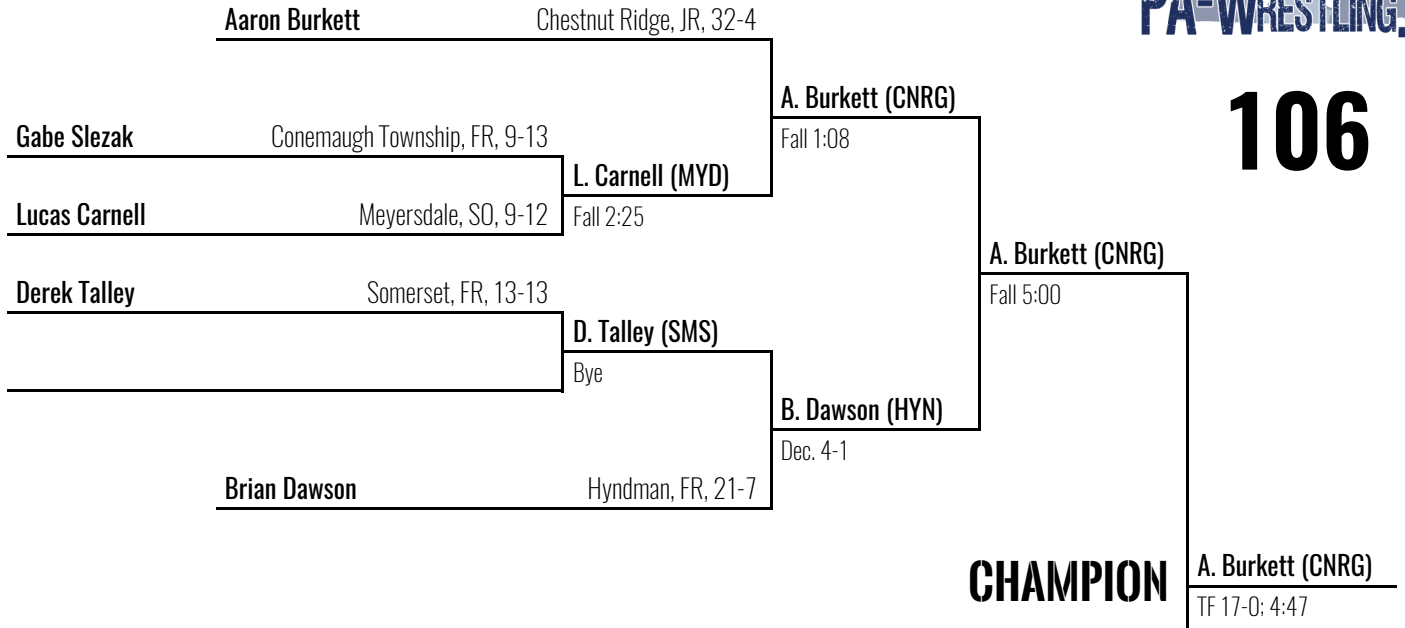 Aaron Burkett Chestnut Ridge, JR, 32-4
PA-WRESTLING.
A. Burkett (CNRG)
106
Gabe Slezak Conemaugh Township, FR, 9-13
Fall 1:08
L. Carnell (MYD)
Lucas Carnell Meyersdale, SO, 9-12
Fall 2:25
A. Burkett (CNRG)
Derek Talley Somerset, FR, 13-13
Fall 5:00
D. Talley (SMS)
Bye
B. Dawson (HYN)
Dec. 4-1
Brian Dawson Hyndman, FR, 21-7
CHAMPION
A. Burkett (CNRG)
TF 17-0; 4:47